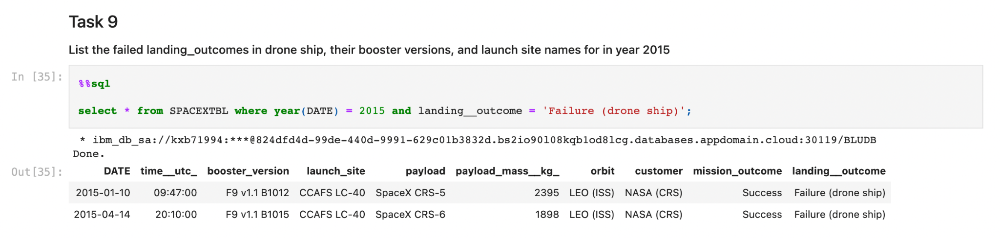 Task 9
List the failed landing_outcomes in drone ship, their booster versions, and launch site names for in year 2015
In [35]:
%%sql
select * from SPACEXTBL where year(DATE) = 2015 and landing__outcome = 'Failure (drone ship)';
* ibm_db_sa://kxb71994:***@824dfd4d-99de-440d-9991-629c01b3832d.bs2io90l08kqb1od8lcg.databases.appdomain.cloud:30119/BLUDB
Done.
Out[35]:
DATE time__utc_ booster_version launch_site payload payload_mass__kg_ orbit customer mission_outcome landing__outcome
2015-01-10 09:47:00 F9 v1.1 B1012 CCAFS LC-40 SpaceX CRS-5 2395 LEO (ISS) NASA (CRS) Success Failure (drone ship)
2015-04-14 20:10:00 F9 v1.1 B1015 CCAFS LC-40 SpaceX CRS-6 1898 LEO (ISS) NASA (CRS) Success Failure (drone ship)